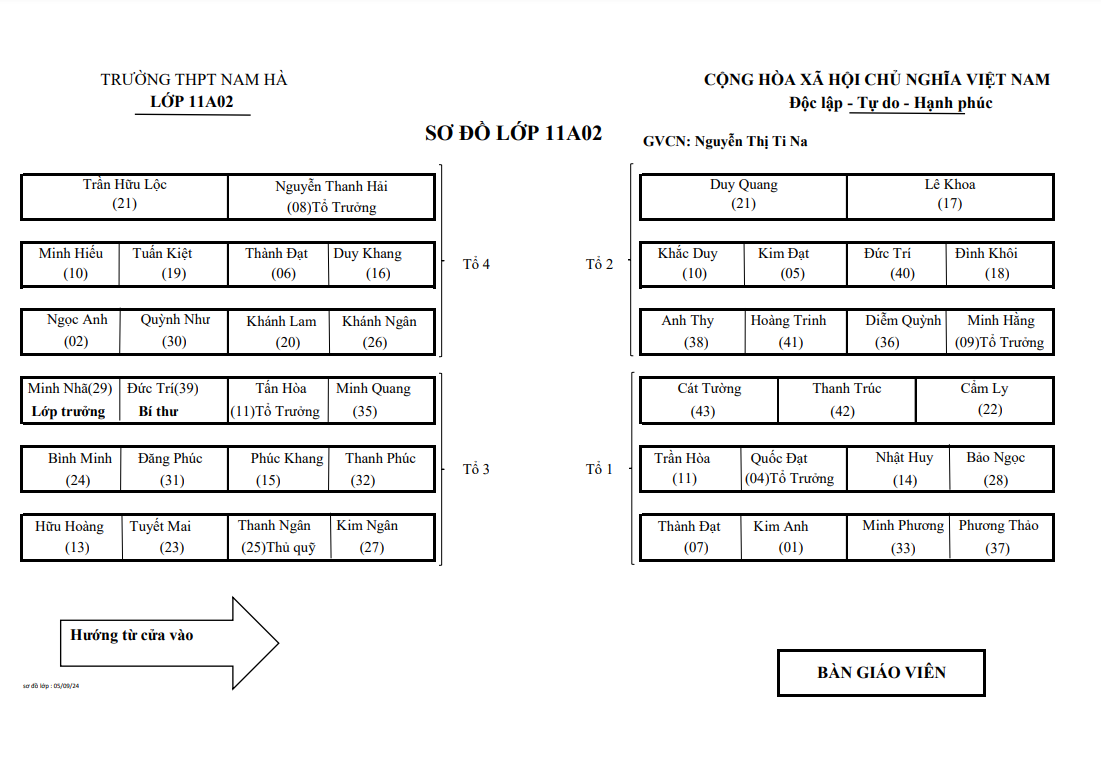 TRƯỜNG THPT NAM HÀ
LỚP 11A02
CỘNG HÒA XÃ HỘI CHỦ NGHĨA VIỆT NAM
Độc lập - Tự do - Hạnh phúc
SƠ ĐỒ LỚP 11A02
GVCN: Nguyễn Thị Ti Na
Trần Hữu Lộc
(21)
Nguyễn Thanh Hải
(08)Tổ Trưởng
Minh Hiếu
(10)
Tuấn Kiệt
(19)
Thành Đạt
(06)
Duy Khang
(16)
Tổ 4
Ngọc Anh
(02)
Quỳnh Như
(30)
Khánh Lam
(20)
Khánh Ngân
(26)
Minh Nhã(29)
Lớp trưởng
Đức Trí(39)
Bí thư
Tấn Hòa
(11)Tổ Trưởng
Minh Quang
(35)
Bình Minh
(24)
Đăng Phúc
(31)
Phúc Khang
(15)
Thanh Phúc
(32)
Tổ 3
Hữu Hoàng
(13)
Tuyết Mai
(23)
Thanh Ngân
(25)Thủ quỹ
Kim Ngân
(27)
Duy Quang
(21)
Lê Khoa
(17)
Tổ 2
Khắc Duy
(10)
Kim Đạt
(05)
Đức Trí
(40)
Đình Khôi
(18)
Anh Thy
(38)
Hoàng Trinh
(41)
Diễm Quỳnh
(36)
Minh Hằng
(09)Tổ Trưởng
Cát Tường
(43)
Thanh Trúc
(42)
Cẩm Ly
(22)
Tổ 1
Trần Hòa
(11)
Quốc Đạt
(04)Tổ Trưởng
Nhật Huy
(14)
Bảo Ngọc
(28)
Thành Đạt
(07)
Kim Anh
(01)
Minh Phương
(33)
Phương Thảo
(37)
Hướng từ cửa vào
BÀN GIÁO VIÊN
sơ đồ lớp : 05/09/24